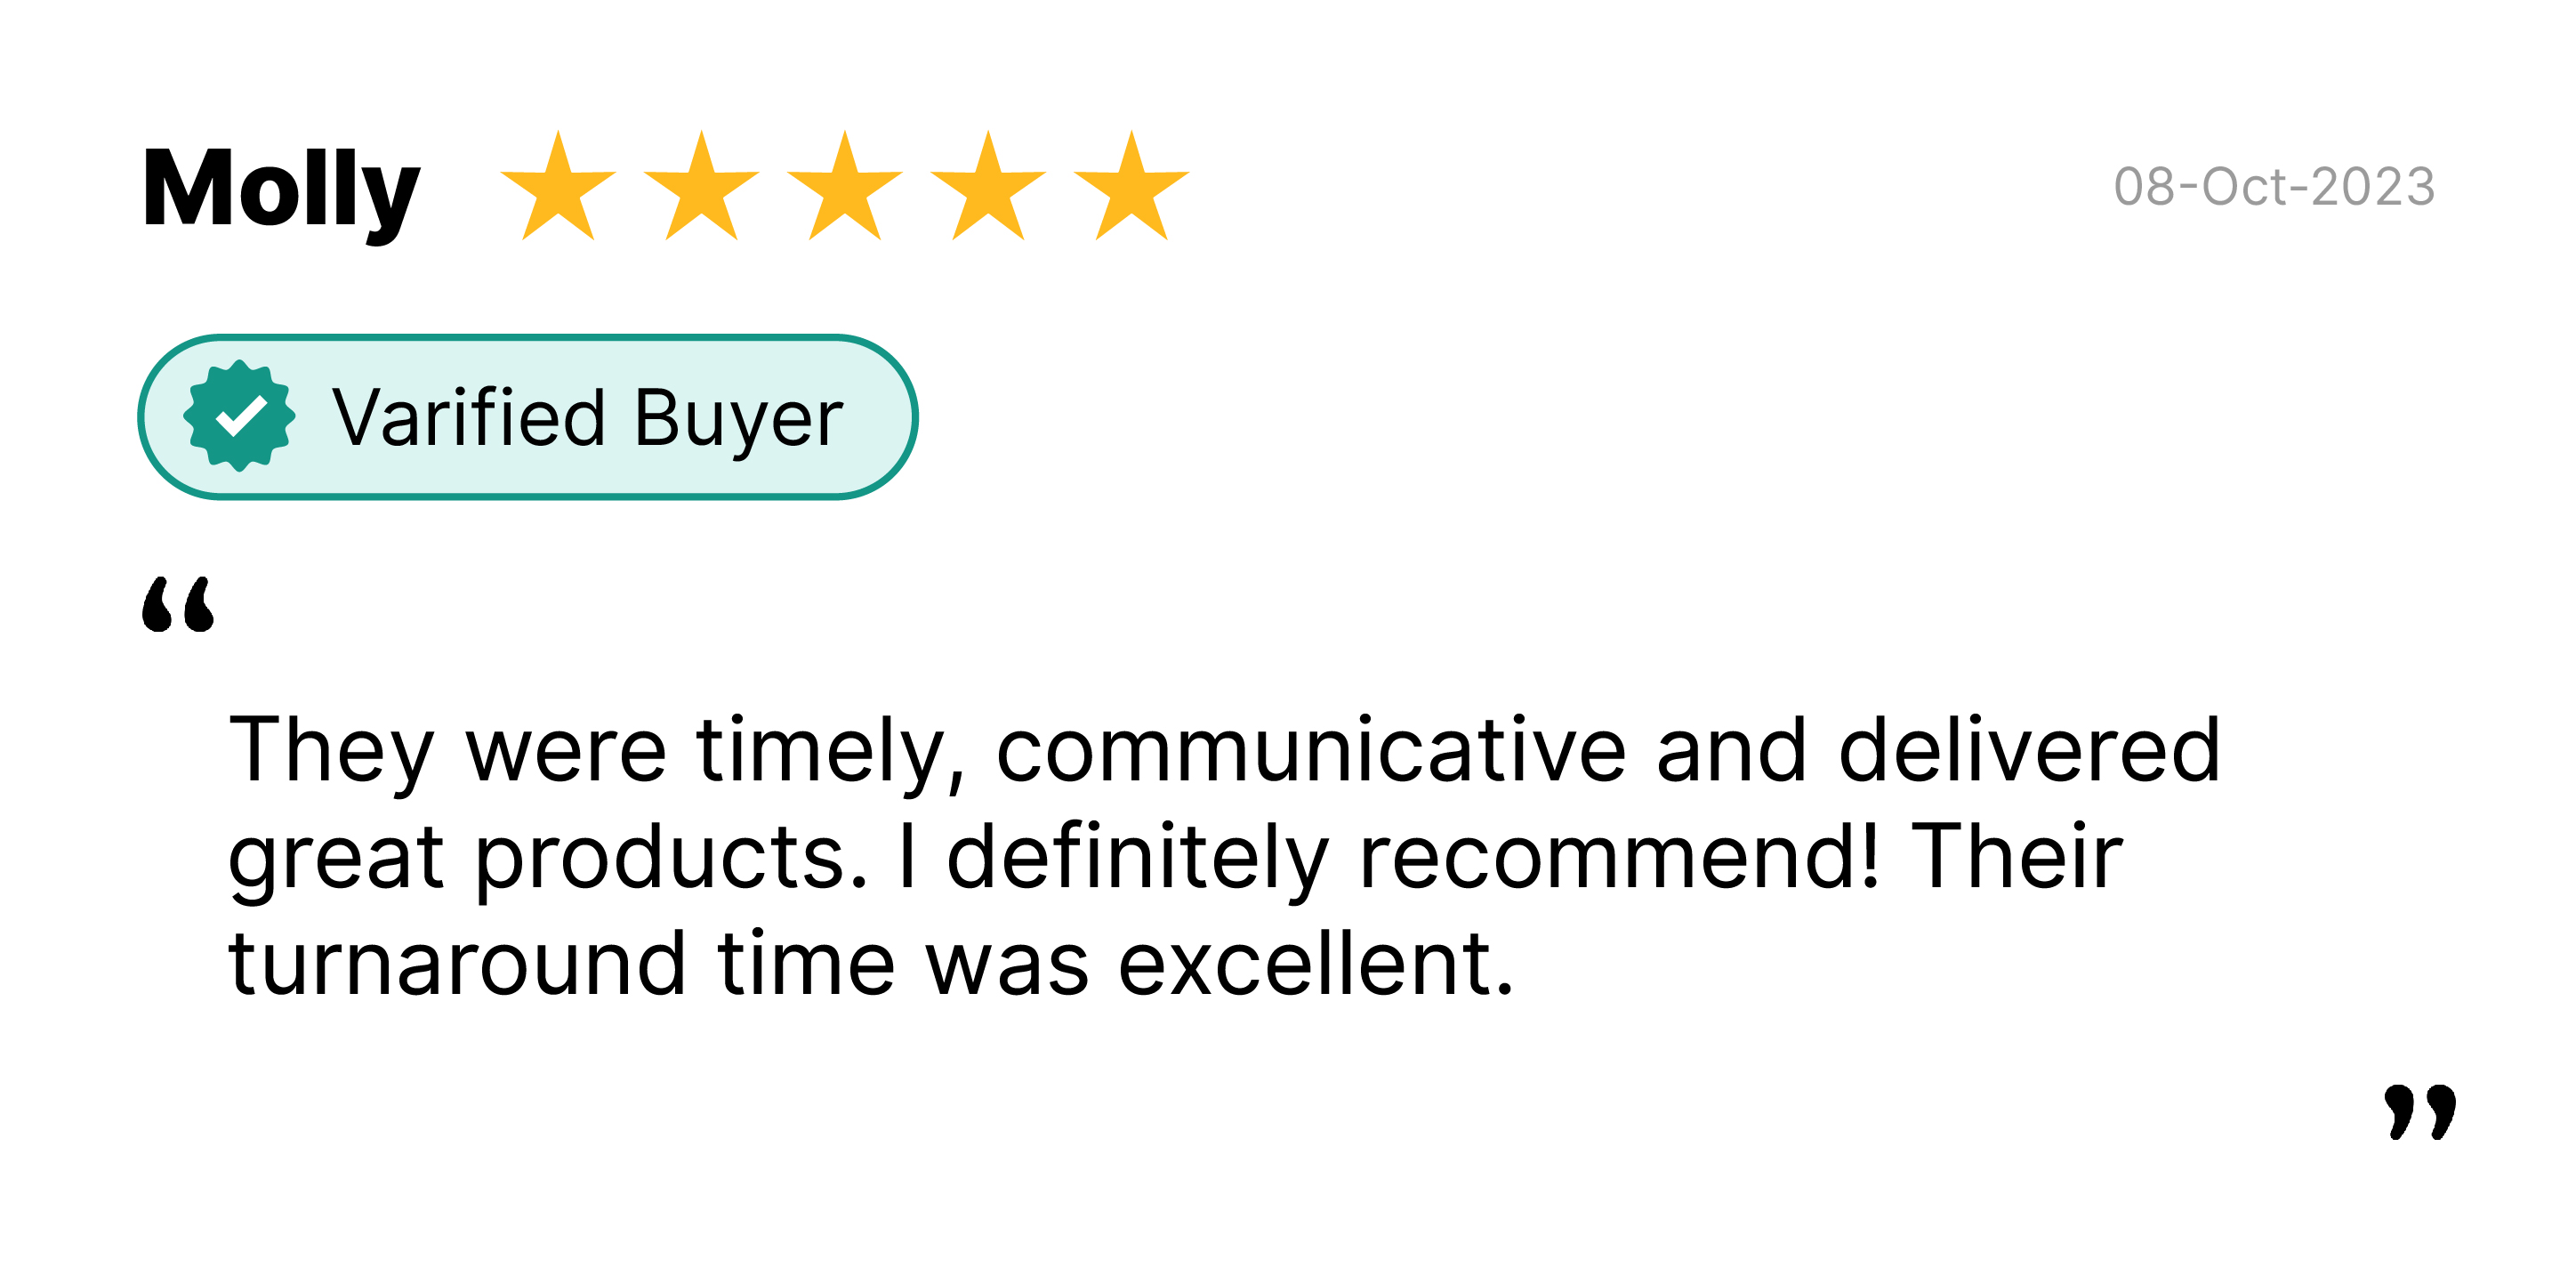 Molly
08-Oct-2023
Varified Buyer
“
They were timely, communicative and delivered
great products. I definitely recommend! Their
turnaround time was excellent.
”